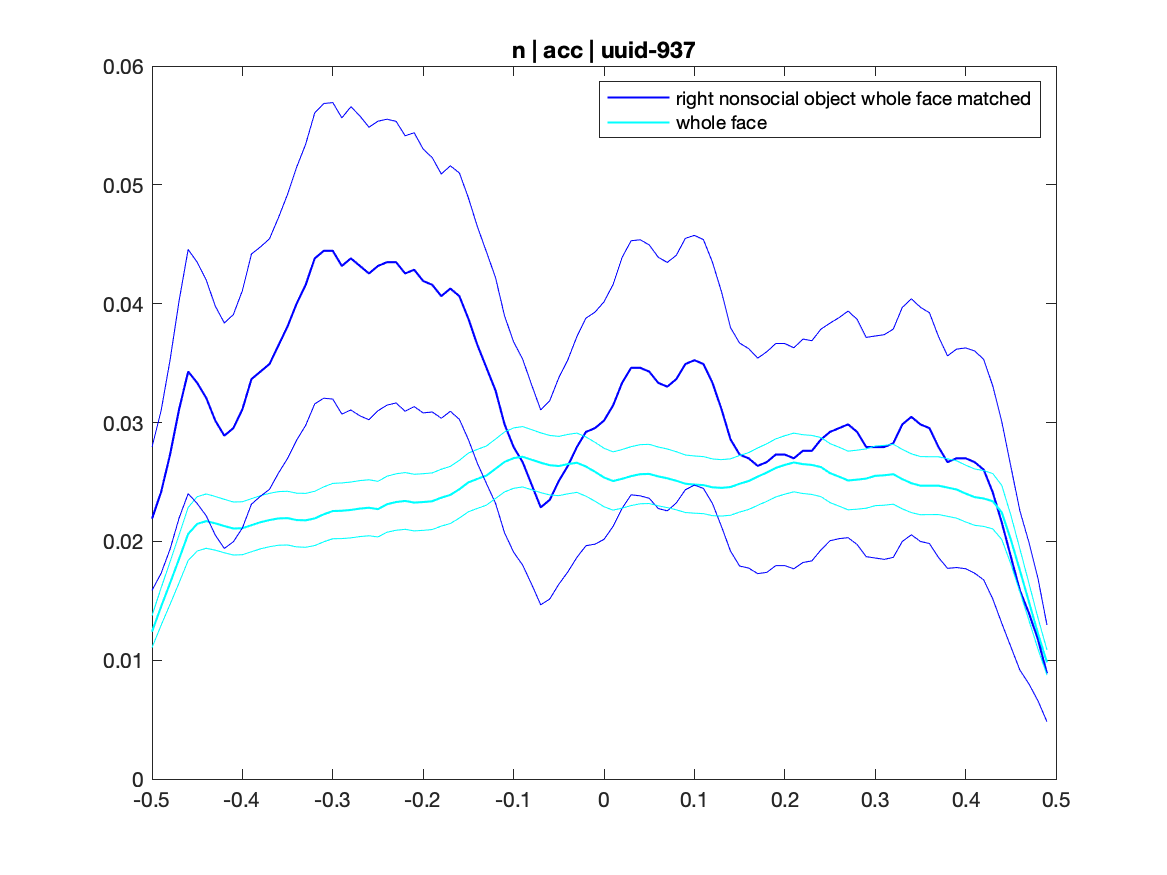 n | acc | uuid-937
0.06
0.05
0.04
0.03
0.02
0.01
0
right nonsocial object whole face matched
whole face
-0.5 -0.4 -0.3 -0.2 -0.1 0 0.1 0.2 0.3 0.4 0.5